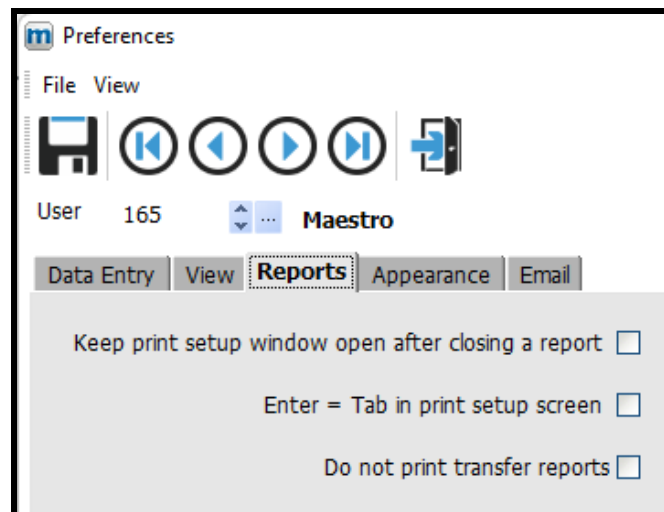 m Preferences
File View
User 165 ... Maestro
Data Entry View Reports Appearance Email
Keep print setup window open after closing a report
Enter = Tab in print setup screen
Do not print transfer reports